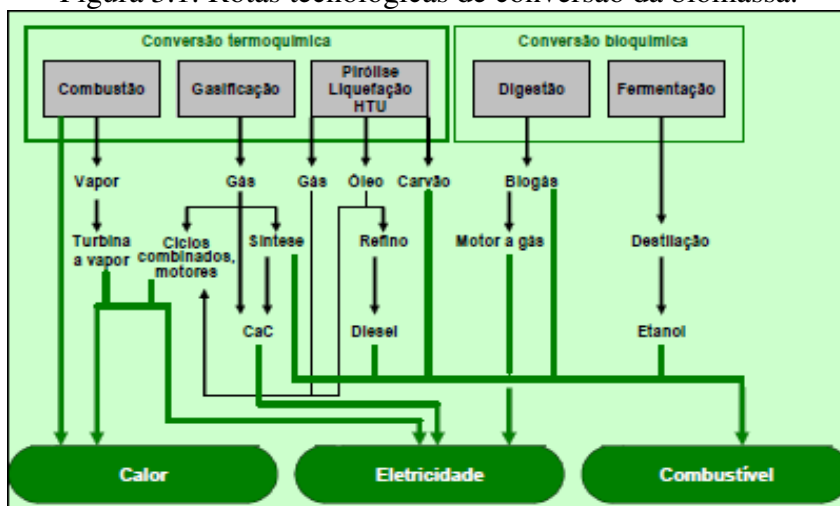 Figura 3.1. Rotas tecnológicas de conversão da biomassa.
Conversão termoquímica
Conversão bioquímica
Combustão
Gasificação
Pirólise
Liquefação
HTU
Digestão
Fermentação
Vapor
Gás
Gás
Óleo
Carvão
Biogás
Turbina
a vapor
Ciclos
combinados,
motores
Síntese
Refino
Motor a gás
Destilação
CaC
Diesel
Etanol
Calor
Eletricidade
Combustível